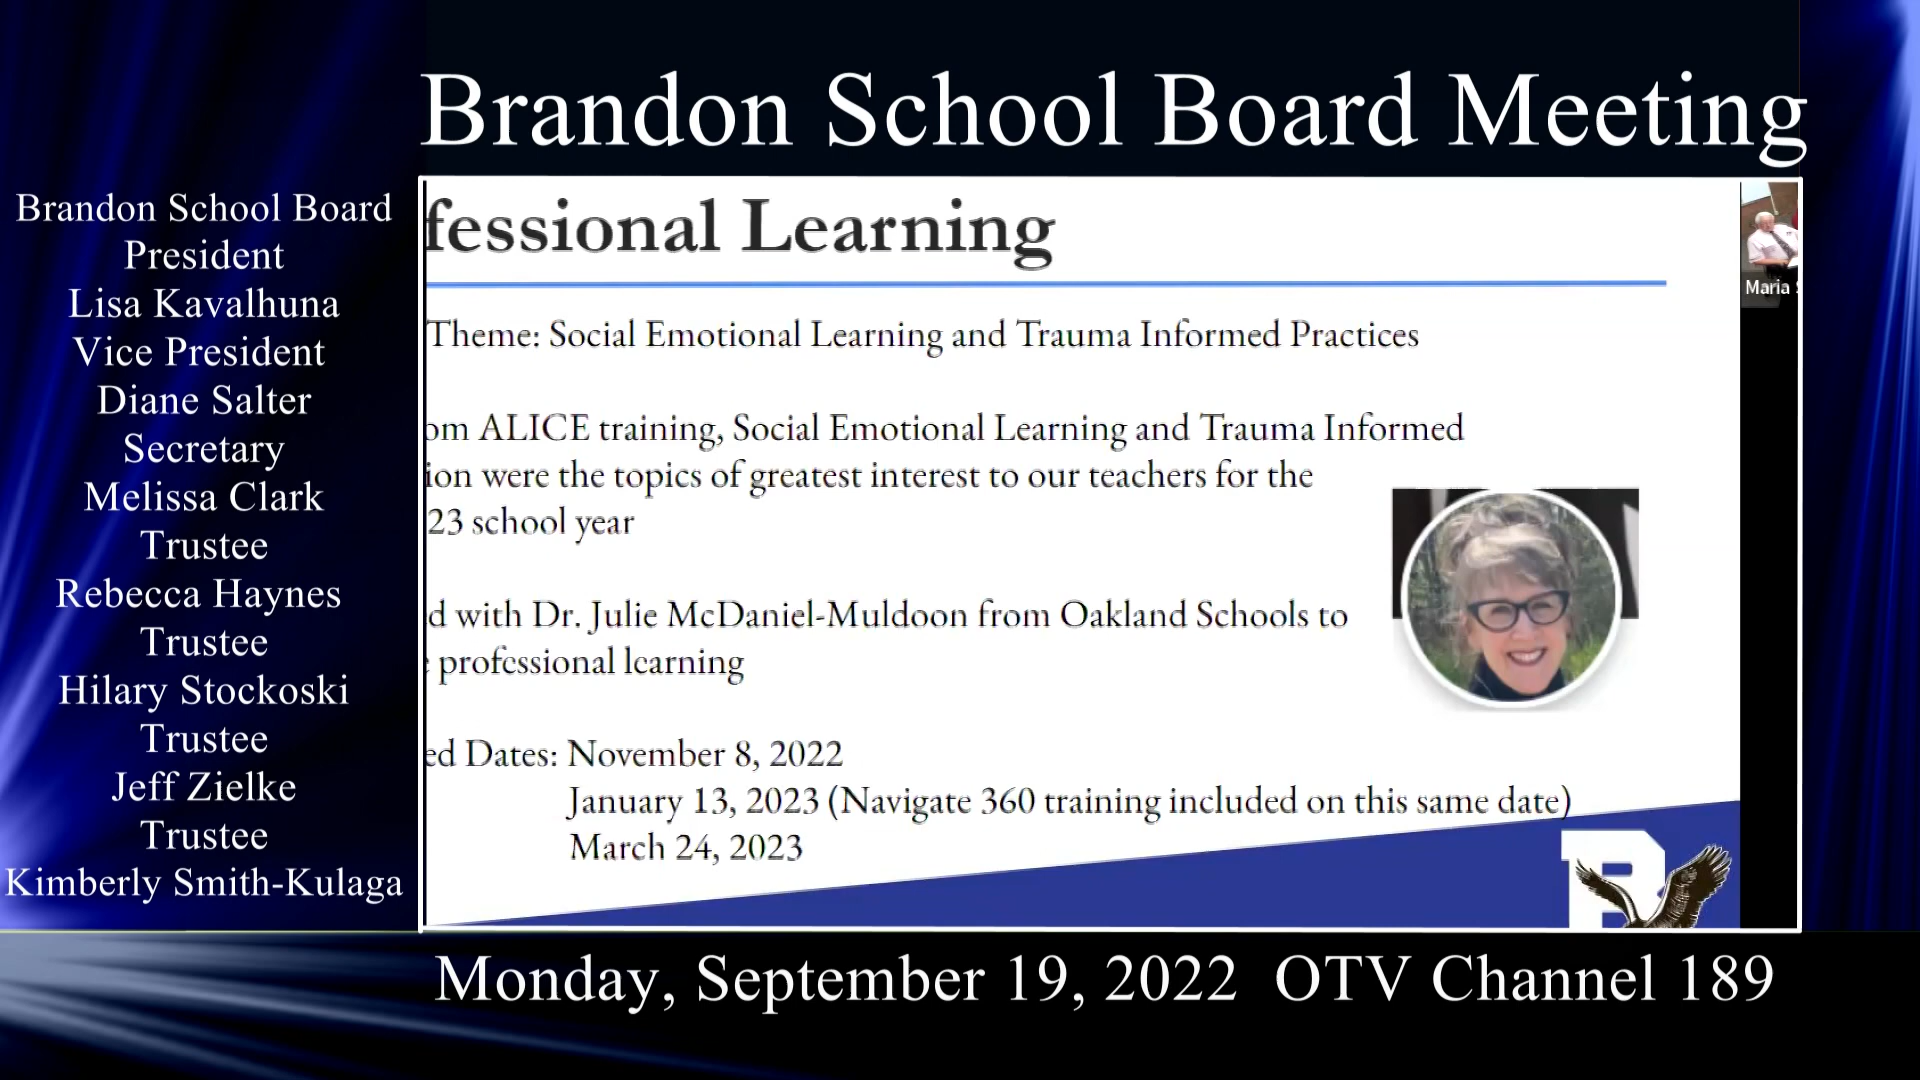 Brandon School Board Meeting
Brandon School Board
President
Lisa Kavalhuna
Vice President
Diane Salter
Secretary
Melissa Clark
Trustee
Rebecca Haynes
Trustee
Hilary Stockoski
Trustee
Jeff Zielke
Trustee
Kimberly Smith-Kulaga
fessional Learning
Theme: Social Emotional Learning and Trauma Informed Practices
om ALICE training, Social Emotional Learning and Trauma Informed
ion were the topics of greatest interest to our teachers for the
23 school year
d with Dr. Julie McDaniel-Muldoon from Oakland Schools to
professional learning
ed Dates: November 8, 2022
January 13, 2023 (Navigate 360 training included on this same date)
March 24, 2023
B
Maria
Monday, September 19, 2022 OTV Channel 189